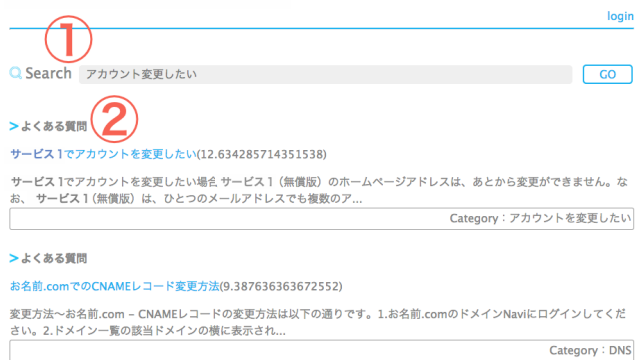 login
①
Search アカウント変更したい GO
②
>よくある質問
サービス1でアカウントを変更したい(12.634285714351538)
サービス1でアカウントを変更したい場合 サービス1（無償版）のホームページアドレスは、あとから変更ができません。な
お、 サービス1（無償版）は、ひとつのメールアドレスでも複数のア...
Category：アカウントを変更したい
>よくある質問
お名前.comでのCNAMEレコード変更方法(9.387636363672552)
変更方法～お名前.com – CNAMEレコードの変更方法は以下の通りです。1.お名前.comのドメインNaviにログインしてくだ
さい。2.ドメイン一覧の該当ドメインの横に表示され...
Category：DNS